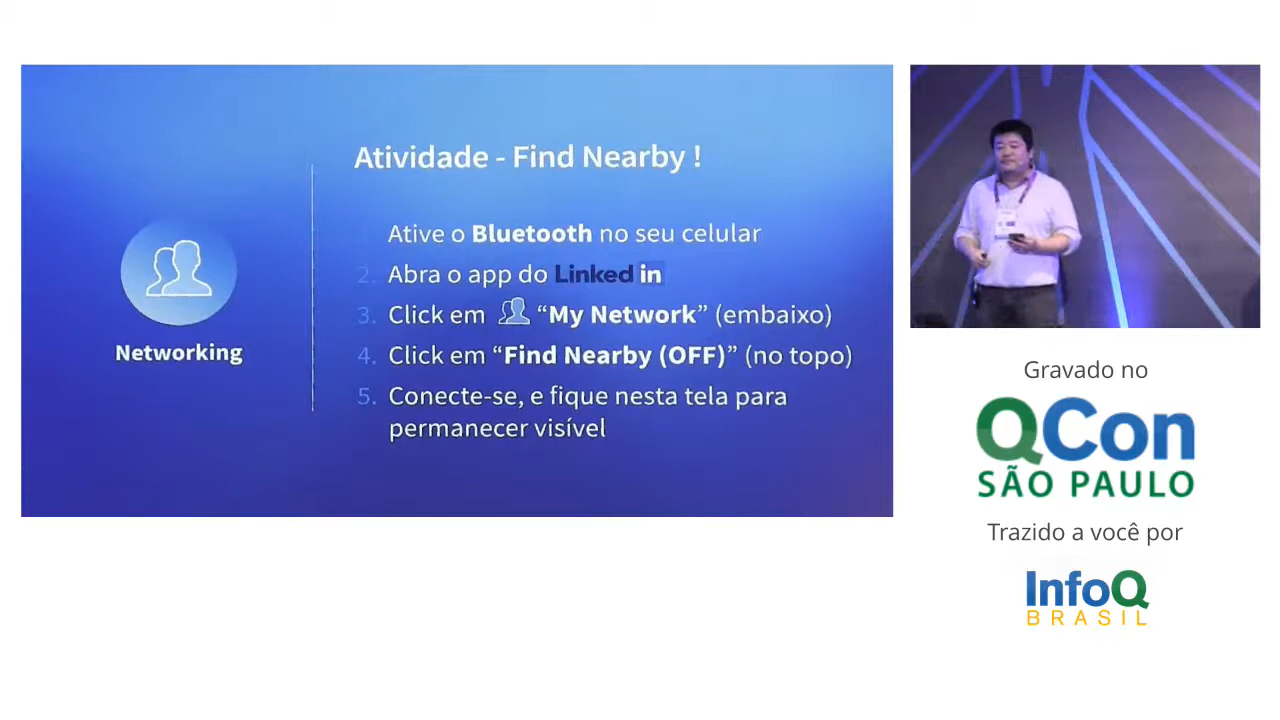 Atividade - Find Nearby !
Ative o Bluetooth no seu celular
2. Abra o app do Linked in
3. Click em “My Network” (embaixo)
4. Click em “Find Nearby (OFF)” (no topo)
5. Conecte-se, e fique nesta tela para
permanecer visível
Networking
Gravado no
QCon
SÃO PAULO
Trazido a você por
InfoQ
BRASIL